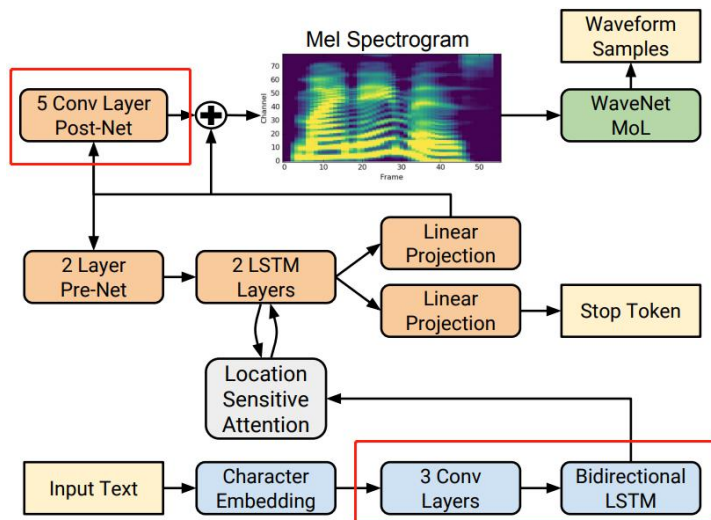 Mel Spectrogram
Waveform
Samples
5 Conv Layer
Post-Net
WaveNet
MoL
Channel
70
60
50
40
30
20
10
0
0
10
20
30
40
50
Frame
2 Layer
Pre-Net
2 LSTM
Layers
Linear
Projection
Linear
Projection
Stop Token
Location
Sensitive
Attention
Input Text
Character
Embedding
3 Conv
Layers
Bidirectional
LSTM